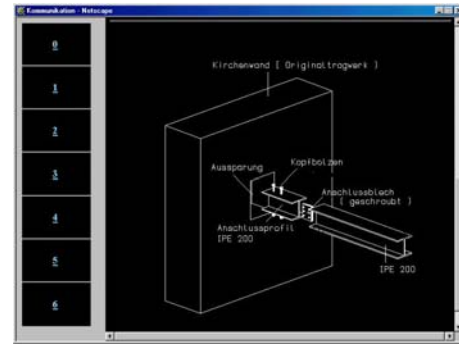 Kommunikation - Netscape
0
1
2
3
4
5
6
Kirchenwand ( Originaltragwerk )
Aussparung
Kopfbolzen
Anschlussblech
( geschraubt )
Anschlussprofil
IPE 200
IPE 200